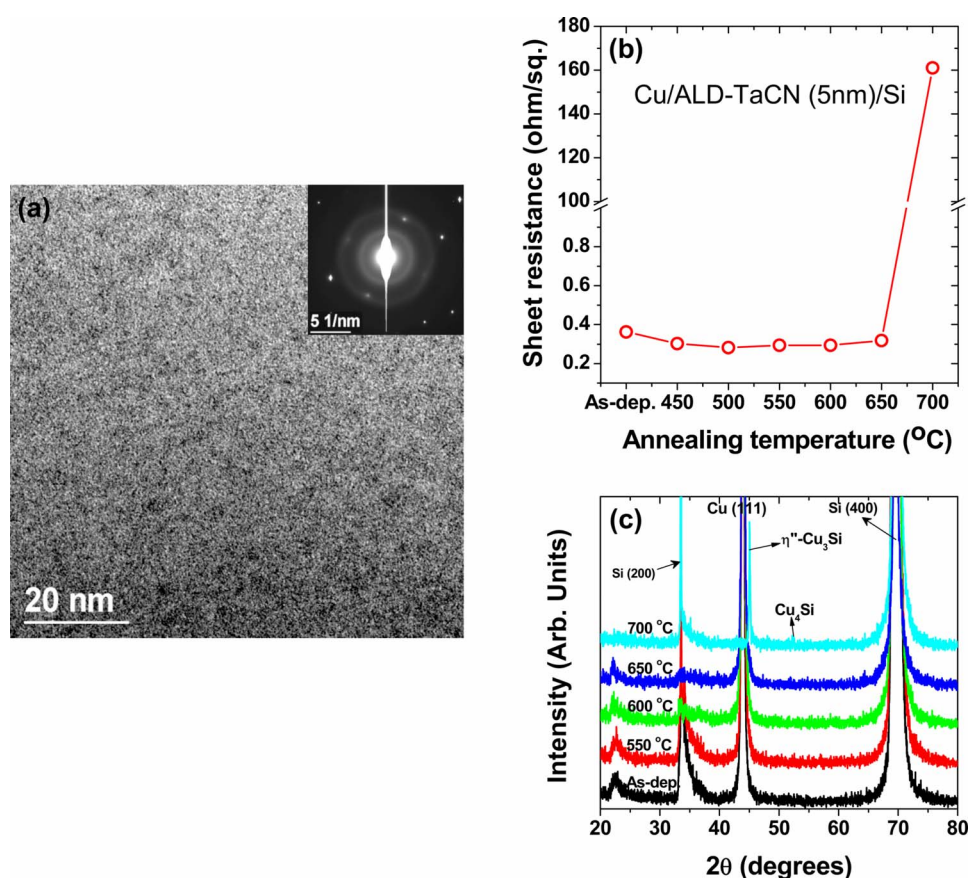 (a)
5 1/nm
20 nm
(b)
Cu/ALD-TaCN (5nm)/Si
Sheet resistance (ohm/sq.)
180
160
140
120
100
0.8
0.6
0.4
0.2
As-dep. 450 500 550 600 650 700
Annealing temperature (°C)
(c)
Cu (111)
Si (400)
η"-Cu₃Si
Si (200)
Cu₄Si
700 °C
650 °C
600 °C
550 °C
As-dep.
Intensity (Arb. Units)
20 30 40 50 60 70 80
2θ (degrees)